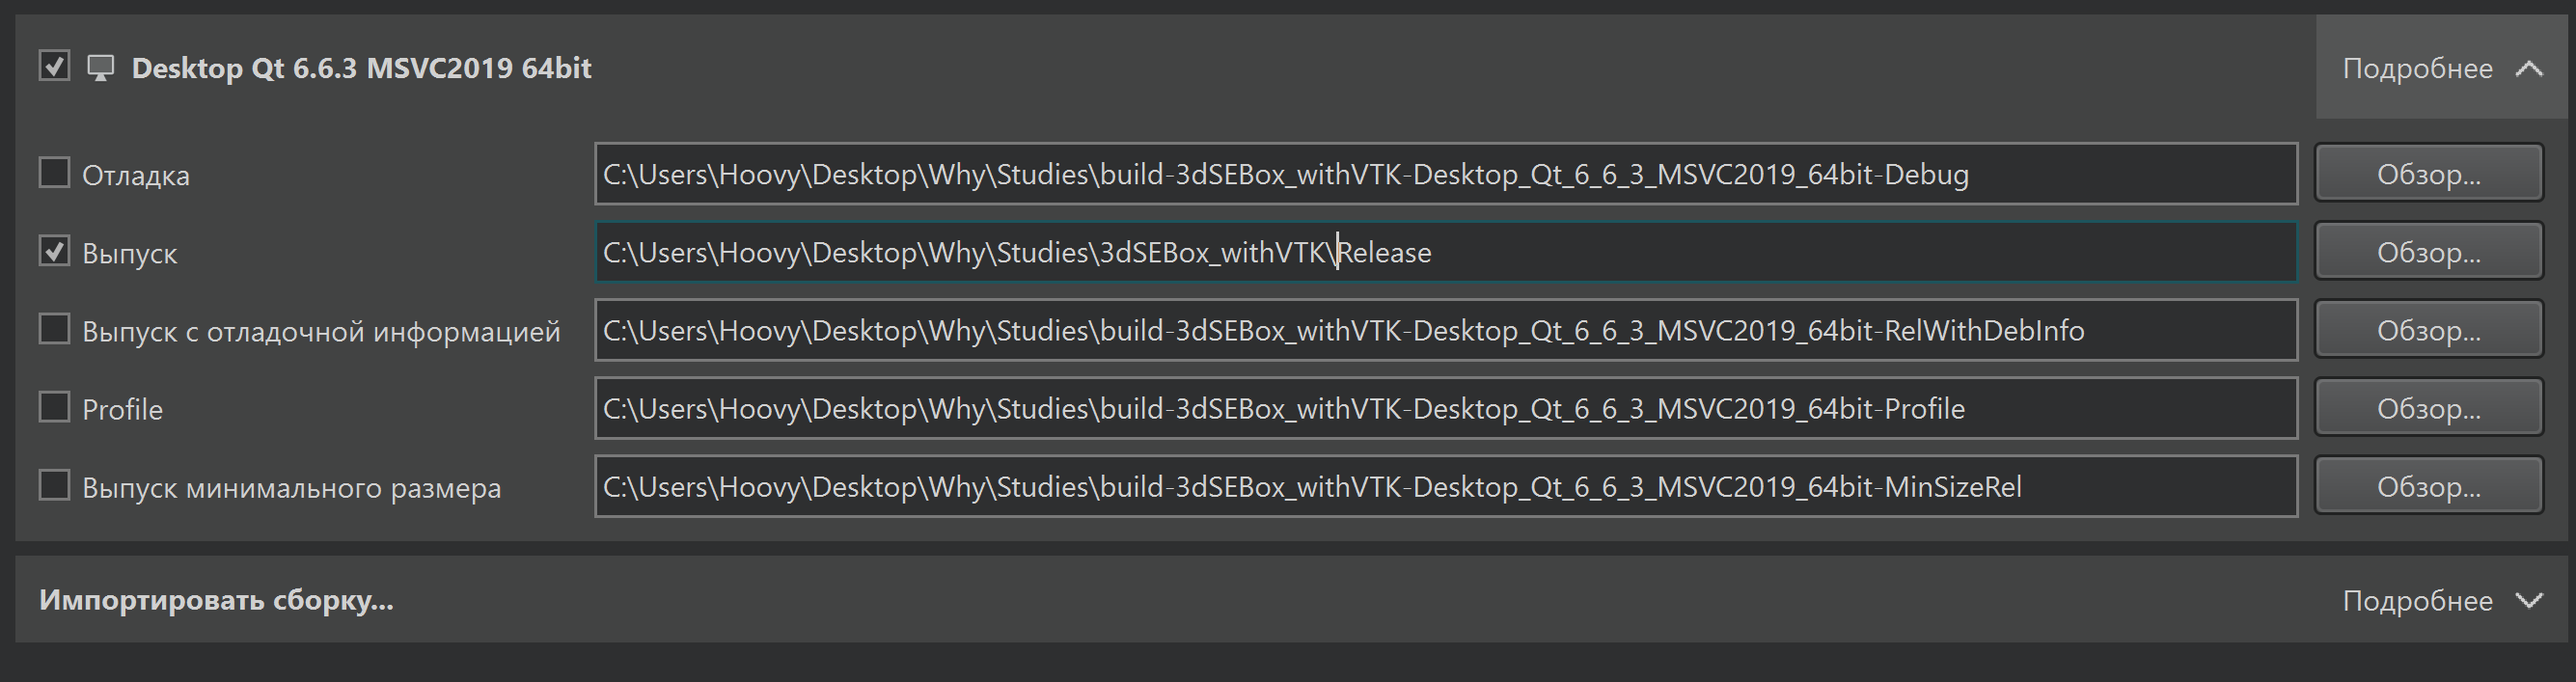 Desktop Qt 6.6.3 MSVC2019 64bit Подробнее
Отладка C:\Users\Hoovy\Desktop\Why\Studies\build-3dSEBox_withVTK-Desktop_Qt_6_6_3_MSVC2019_64bit-Debug Обзор...
Выпуск C:\Users\Hoovy\Desktop\Why\Studies\3dSEBox_withVTK\Release Обзор...
Выпуск с отладочной информацией C:\Users\Hoovy\Desktop\Why\Studies\build-3dSEBox_withVTK-Desktop_Qt_6_6_3_MSVC2019_64bit-RelWithDebInfo Обзор...
Profile C:\Users\Hoovy\Desktop\Why\Studies\build-3dSEBox_withVTK-Desktop_Qt_6_6_3_MSVC2019_64bit-Profile Обзор...
Выпуск минимального размера C:\Users\Hoovy\Desktop\Why\Studies\build-3dSEBox_withVTK-Desktop_Qt_6_6_3_MSVC2019_64bit-MinSizeRel Обзор...
Импортировать сборку... Подробнее